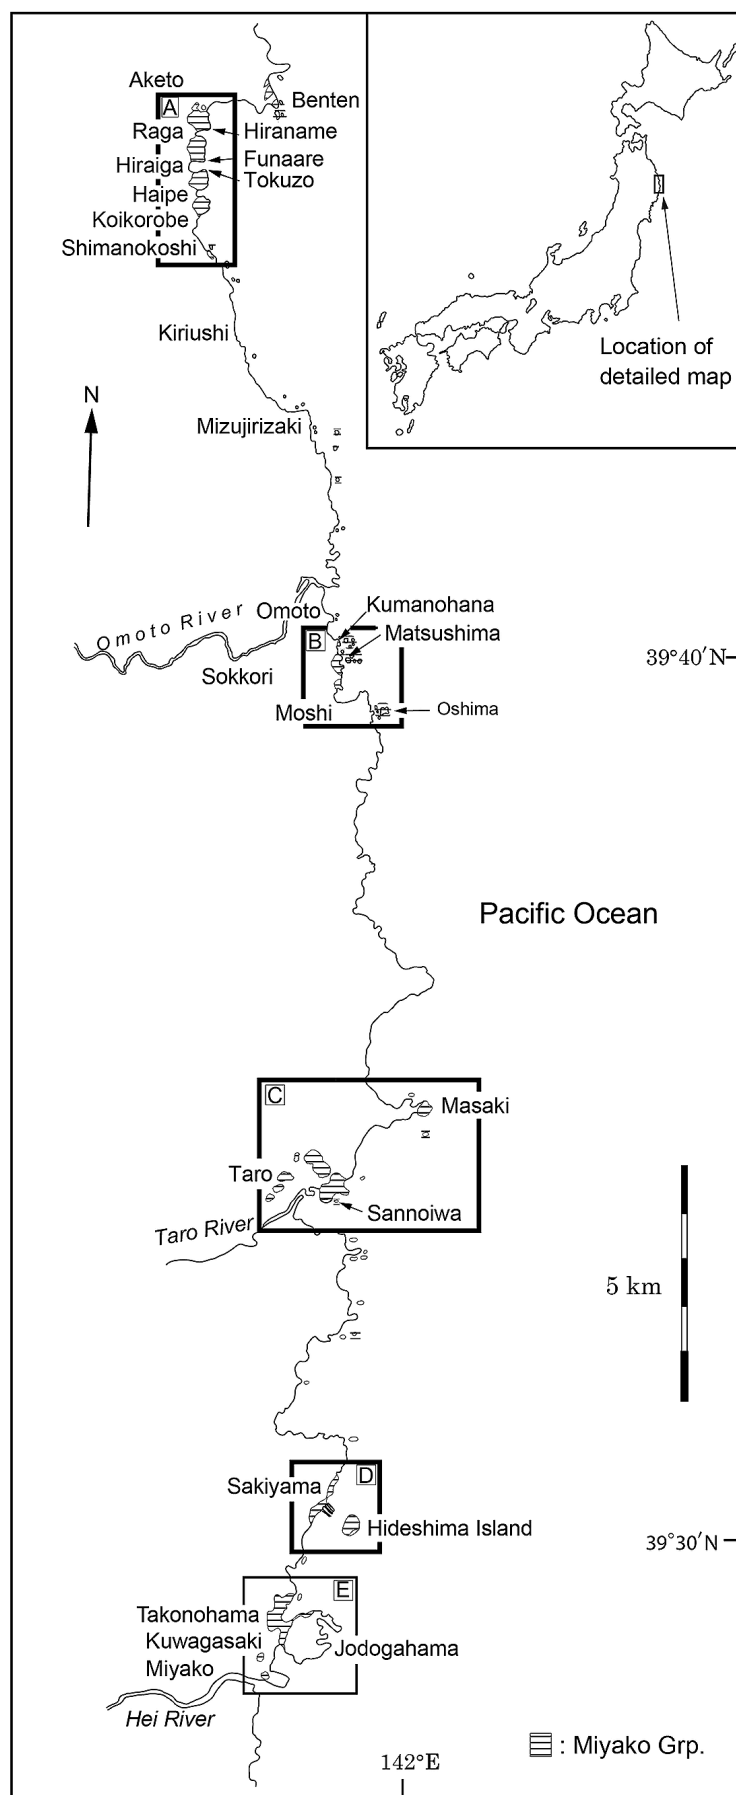 Aketo
A
Benten
Raga
Hiraname
Hiraiga
Funaare
Tokuzo
Haipe
Koikorobe
Shimanokoshi
Location of
detailed map
Kiriushi
N
Mizujirizaki
Omoto River
Omoto
Kumanohana
B
Matsushima
39°40′N
Sokkori
Moshi
Oshima
Pacific Ocean
C
Masaki
Taro
Sannoiwa
Taro River
5 km
D
Sakiyama
Hideshima Island
39°30′N
E
Takonohama
Kuwagasaki
Jodogahama
Miyako
Hei River
: Miyako Grp.
142°E